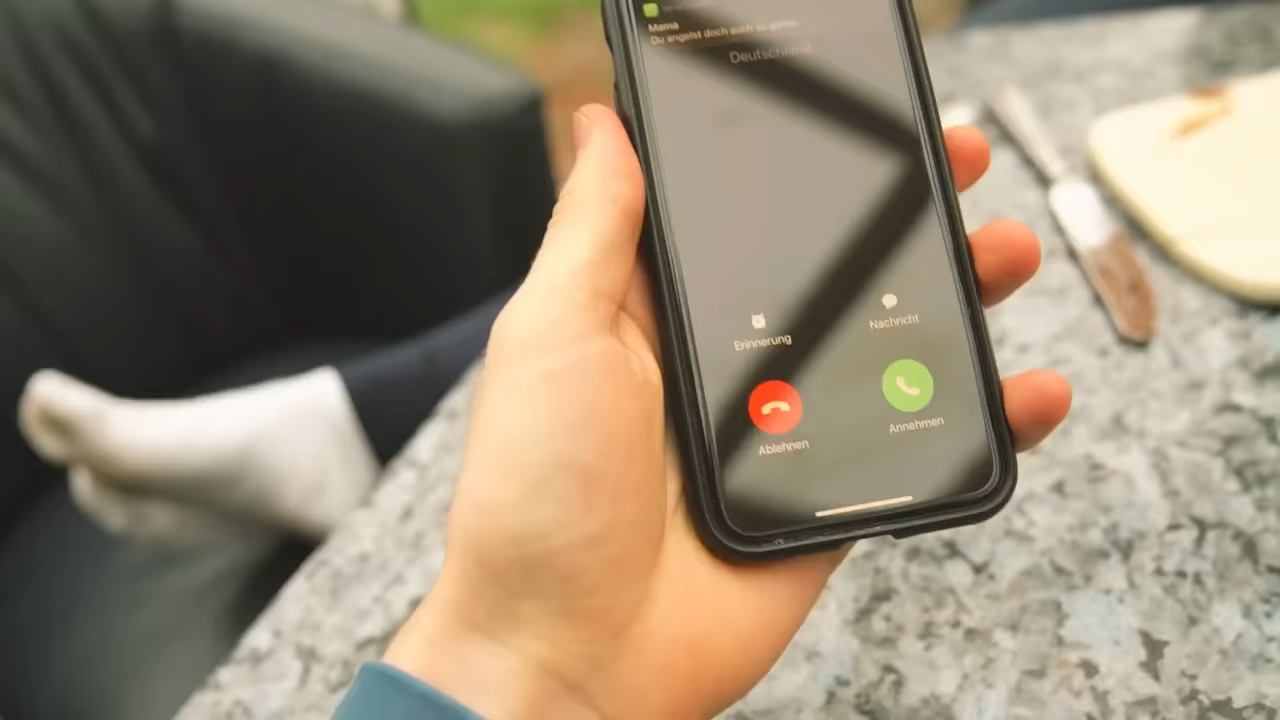 Mama
Du angelst doch auch so gerne
Deutschland
Erinnerung
Nachricht
Ablehnen
Annehmen